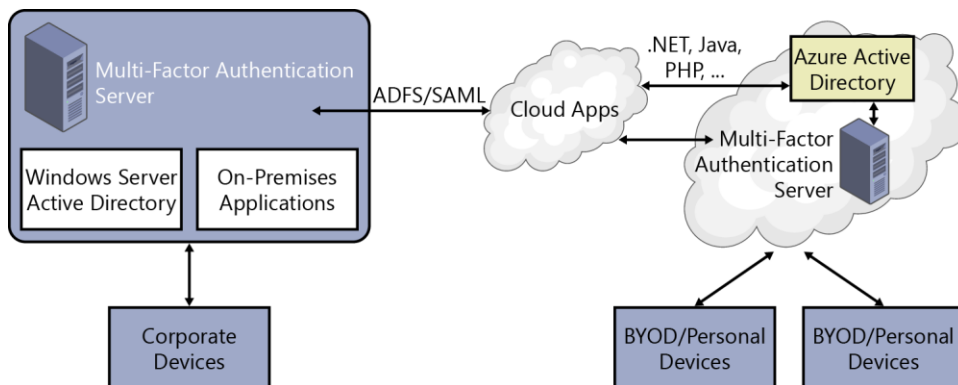 Multi-Factor Authentication
Server
Windows Server
Active Directory
On-Premises
Applications
Corporate
Devices
ADFS/SAML
Cloud Apps
.NET, Java,
PHP, ...
Azure Active
Directory
Multi-Factor
Authentication
Server
BYOD/Personal
Devices
BYOD/Personal
Devices